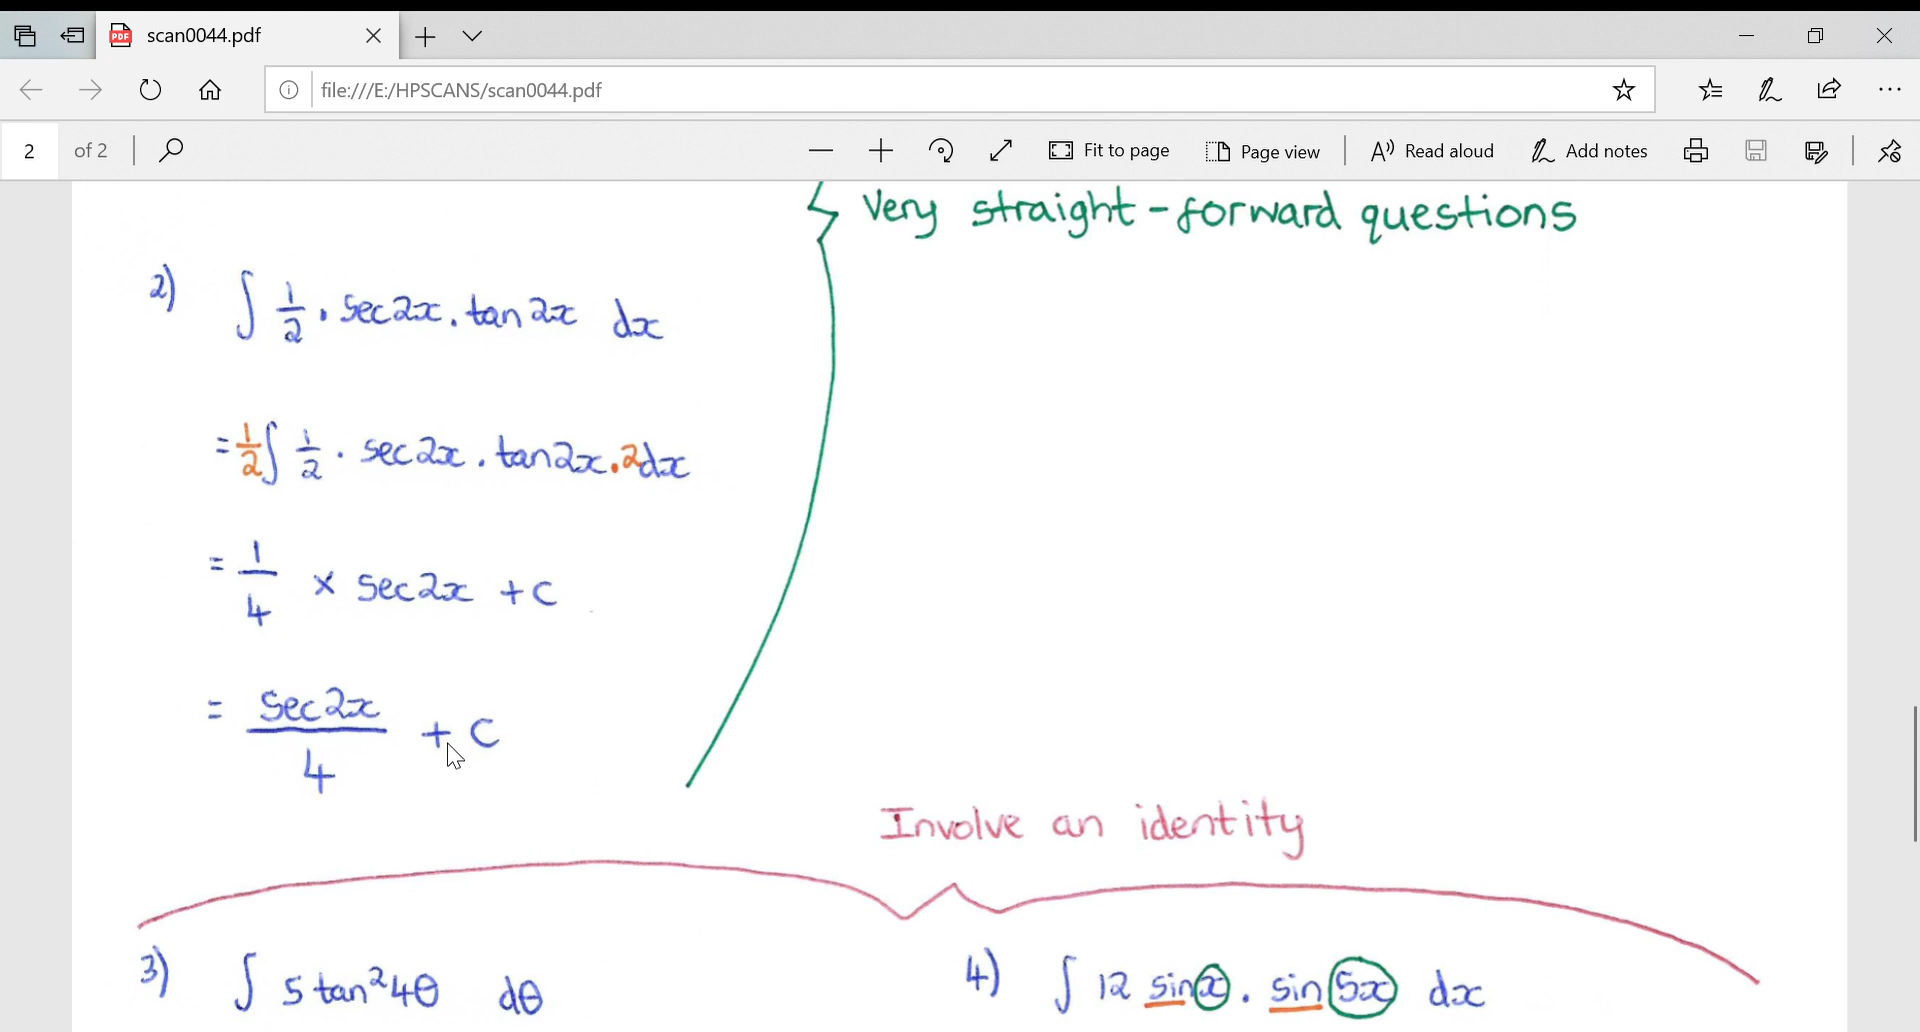 scan0044.pdf
file:///E:/HPSCANS/scan0044.pdf
2 of 2 Fit to page Page view Read aloud Add notes
Very straight-forward questions
2) ∫ 1/2 . sec2x . tan2x dx
= 1/2 ∫ 1/2 . sec2x . tan2x . 2dx
= 1/4 × sec2x + C
= sec2x/4 + C
Involve an identity
3) ∫ 5 tan²4θ dθ
4) ∫ 12 sinx . sin5x dx